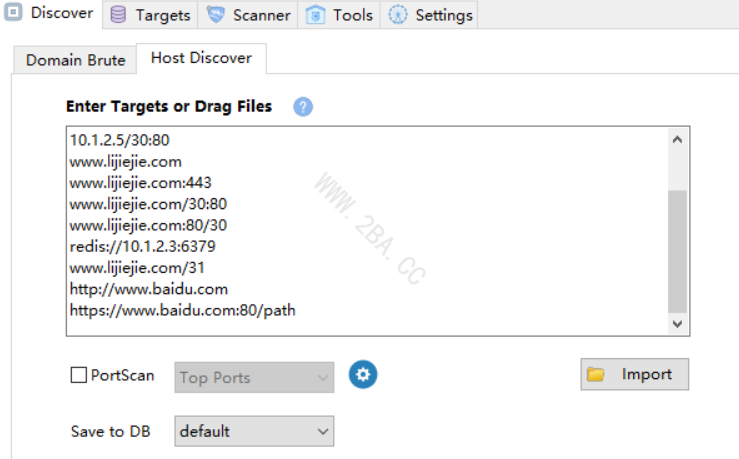 Discover Targets Scanner Tools Settings
Domain Brute Host Discover
Enter Targets or Drag Files ?
10.1.2.5/30:80
www.lijiejie.com
www.lijiejie.com:443
www.lijiejie.com/30:80
www.lijiejie.com:80/30
redis://10.1.2.3:6379
www.lijiejie.com/31
http://www.baidu.com
https://www.baidu.com:80/path
WWW.2BA.CC
PortScan Top Ports Import
Save to DB default